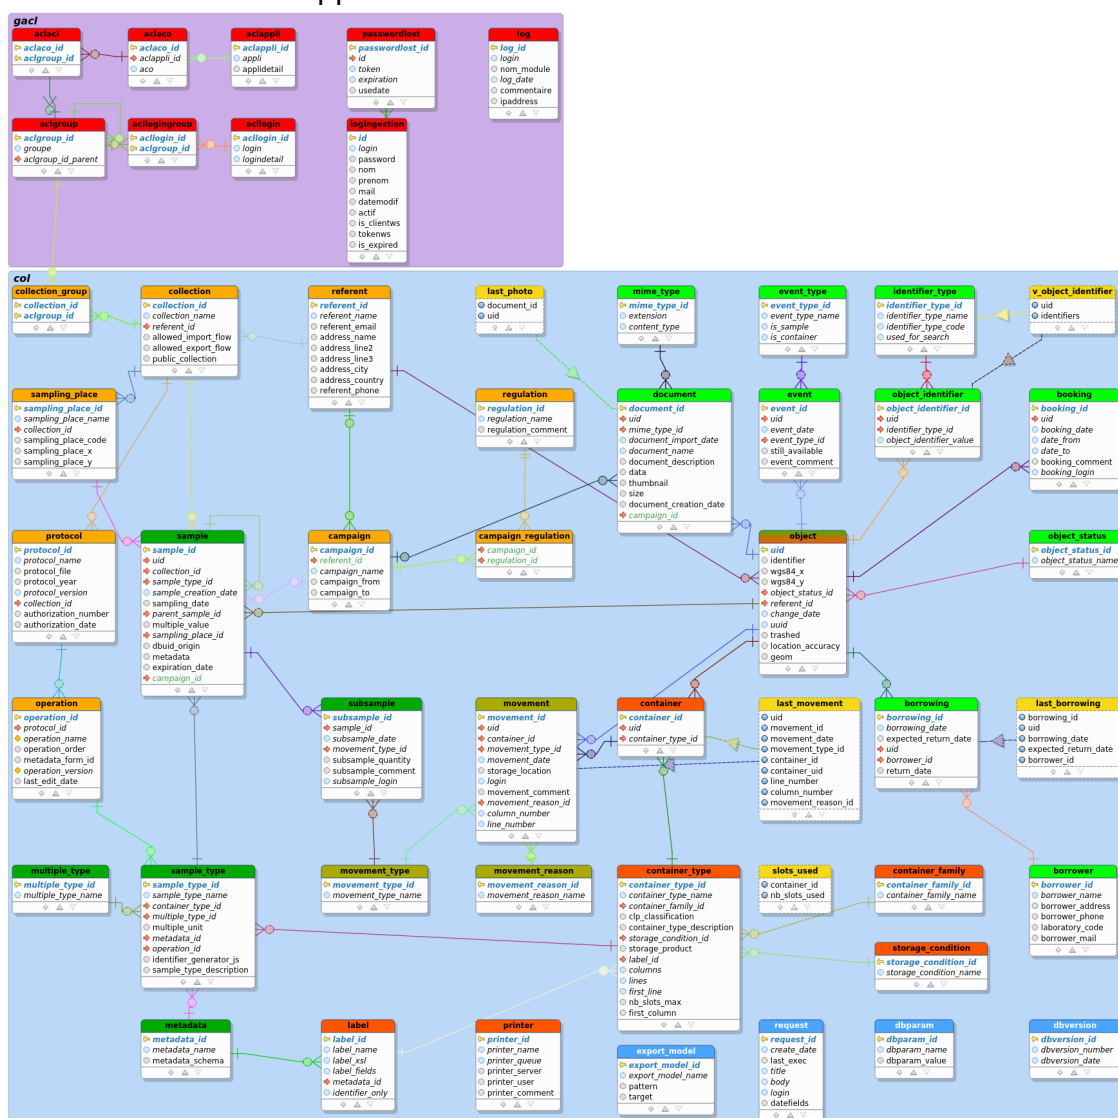 gacl
aclacl
aclaco_id
aclgroup_id
aclaco
aclaco_id
aclappli_id
aco
aclappli
aclappli_id
appli
applidetail
passwordlost
passwordlost_id
id
token
expiration
usedate
log
log_id
login
nom_module
log_date
commentaire
ipaddress
aclgroup
aclgroup_id
groupe
aclgroup_id_parent
acllogingroup
acllogin_id
aclgroup_id
acllogin
acllogin_id
login
logindetail
logingestion
id
login
password
nom
prenom
mail
datemodif
actif
is_clientws
tokenws
is_expired
col
collection_group
collection_id
aclgroup_id
collection
collection_id
collection_name
referent_id
allowed_import_flow
allowed_export_flow
public_collection
referent
referent_id
referent_name
referent_email
address_name
address_line2
address_line3
address_city
address_country
referent_phone
last_photo
document_id
uid
mime_type
mime_type_id
extension
content_type
event_type
event_type_id
event_type_name
is_sample
is_container
identifier_type
identifier_type_id
identifier_type_name
identifier_type_code
used_for_search
v_object_identifier
uid
identifiers
sampling_place
sampling_place_id
sampling_place_name
collection_id
sampling_place_code
sampling_place_x
sampling_place_y
regulation
regulation_id
regulation_name
regulation_comment
document
document_id
uid
mime_type_id
document_import_date
document_name
document_description
data
thumbnail
size
document_creation_date
campaign_id
event
event_id
uid
event_date
event_type_id
still_available
event_comment
object_identifier
object_identifier_id
uid
identifier_type_id
object_identifier_value
booking
booking_id
uid
booking_date
date_from
date_to
booking_comment
booking_login
protocol
protocol_id
protocol_name
protocol_file
protocol_year
protocol_version
collection_id
authorization_number
authorization_date
sample
sample_id
uid
collection_id
sample_type_id
sample_creation_date
sampling_date
parent_sample_id
multiple_value
sampling_place_id
dbuid_origin
metadata
expiration_date
campaign_id
campaign
campaign_id
referent_id
campaign_name
campaign_from
campaign_to
campaign_regulation
campaign_id
regulation_id
object
uid
identifier
wgs84_x
wgs84_y
object_status_id
referent_id
change_date
uuid
trashed
location_accuracy
geom
object_status
object_status_id
object_status_name
operation
operation_id
protocol_id
operation_name
operation_order
metadata_form_id
operation_version
last_edit_date
subsample
subsample_id
sample_id
subsample_date
movement_type_id
subsample_quantity
subsample_comment
subsample_login
movement
movement_id
uid
container_id
movement_type_id
movement_date
storage_location
login
movement_comment
movement_reason_id
column_number
line_number
container
container_id
uid
container_type_id
last_movement
uid
movement_id
movement_date
movement_type_id
container_id
container_uid
line_number
column_number
movement_reason_id
borrowing
borrowing_id
borrowing_date
expected_return_date
uid
borrower_id
return_date
last_borrowing
borrowing_id
uid
borrowing_date
expected_return_date
borrower_id
multiple_type
multiple_type_id
multiple_type_name
sample_type
sample_type_id
sample_type_name
container_type_id
multiple_type_id
multiple_unit
metadata_id
operation_id
identifier_generator_js
sample_type_description
movement_type
movement_type_id
movement_type_name
movement_reason
movement_reason_id
movement_reason_name
container_type
container_type_id
container_type_name
container_family_id
clp_classification
container_type_description
storage_condition_id
storage_product
label_id
columns
lines
first_line
nb_slots_max
first_column
slots_used
container_id
nb_slots_used
container_family
container_family_id
container_family_name
borrower
borrower_id
borrower_name
borrower_address
borrower_phone
laboratory_code
borrower_mail
storage_condition
storage_condition_id
storage_condition_name
metadata
metadata_id
metadata_name
metadata_schema
label
label_id
label_name
label_xsl
label_fields
metadata_id
identifier_only
printer
printer_id
printer_name
printer_queue
printer_server
printer_user
printer_comment
export_model
export_model_id
export_model_name
pattern
target
request
request_id
create_date
last_exec
title
body
login
datefields
dbparam
dbparam_id
dbparam_name
dbparam_value
dbversion
dbversion_id
dbversion_number
dbversion_date